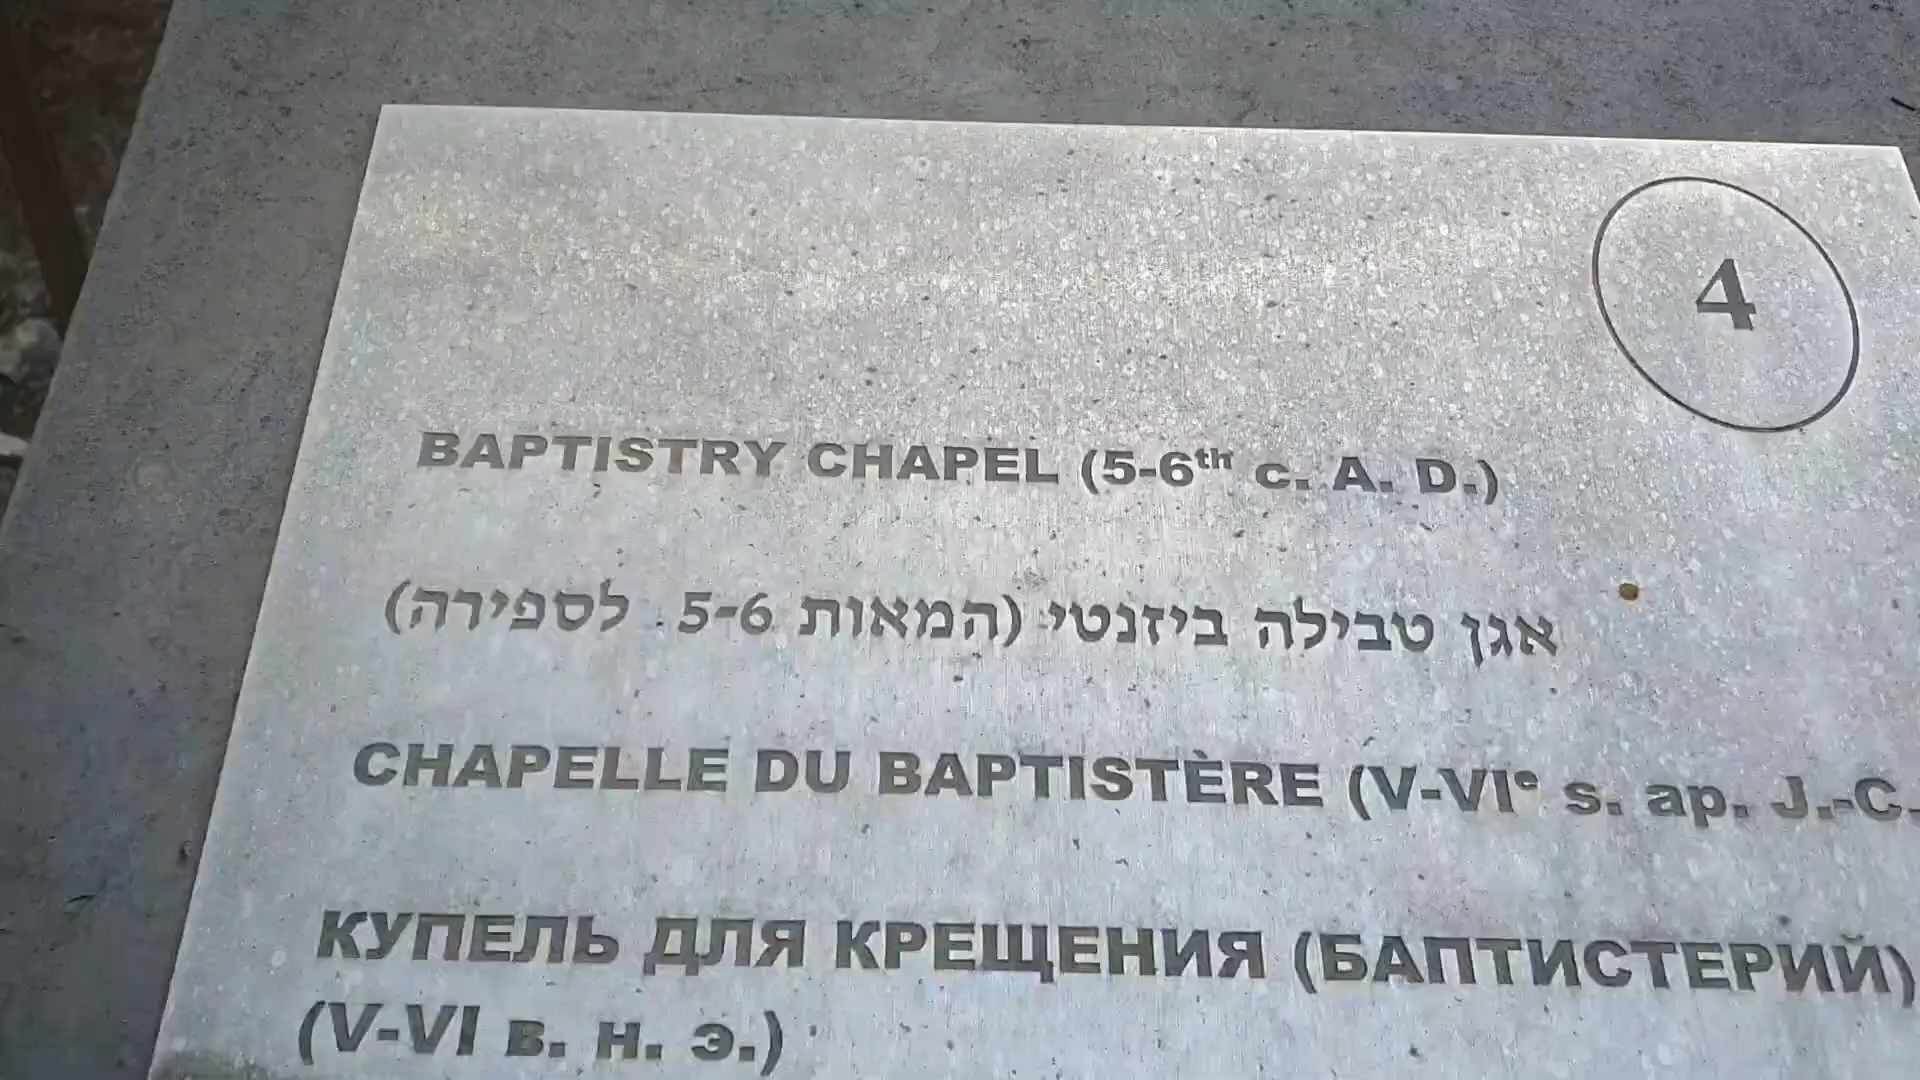 4
BAPTISTRY CHAPEL (5-6th c. A. D.)
אגן טבילה ביזנטי (המאות 5-6. לספירה)
CHAPELLE DU BAPTISTÈRE (V-VIe s. ap. J.-C.
КУПЕЛЬ ДЛЯ КРЕЩЕНИЯ (БАПТИСТЕРИЙ)
(V-VI в. н. э.)